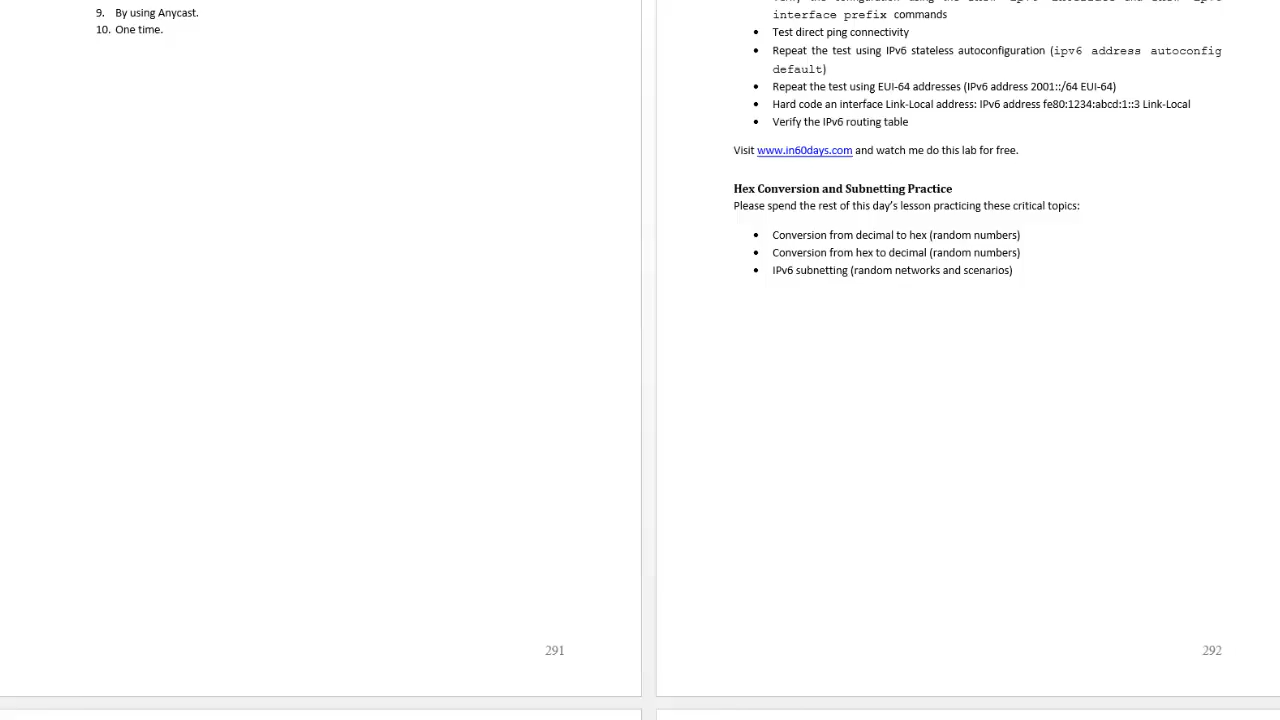 9. By using Anycast.
10. One time.
291
interface prefix commands
• Test direct ping connectivity
• Repeat the test using IPv6 stateless autoconfiguration (ipv6 address autoconfig
default)
• Repeat the test using EUI-64 addresses (IPv6 address 2001::/64 EUI-64)
• Hard code an interface Link-Local address: IPv6 address fe80:1234:abcd:1::3 Link-Local
• Verify the IPv6 routing table
Visit www.in60days.com and watch me do this lab for free.
Hex Conversion and Subnetting Practice
Please spend the rest of this day's lesson practicing these critical topics:
• Conversion from decimal to hex (random numbers)
• Conversion from hex to decimal (random numbers)
• IPv6 subnetting (random networks and scenarios)
292